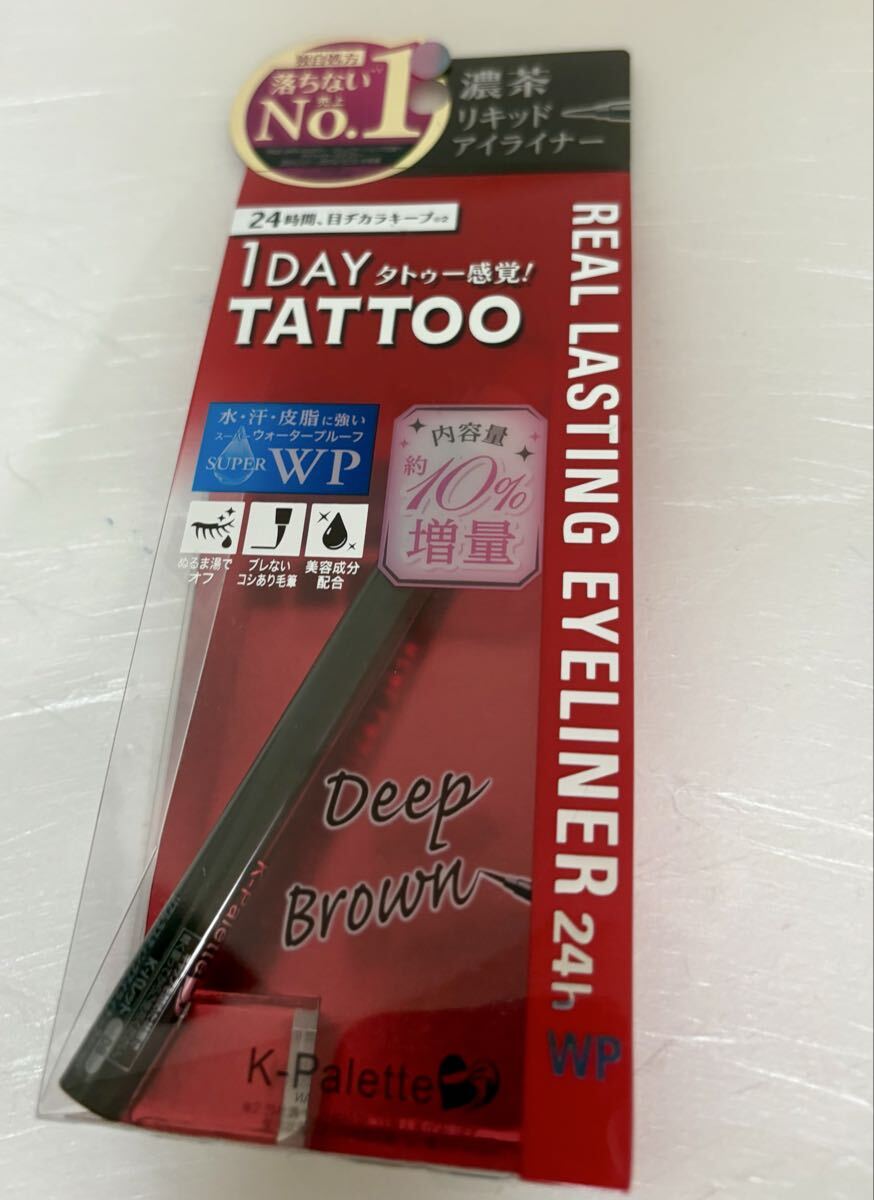 独自処方
落ちない
売上
No.1
濃茶
リキッド
アイライナー
24時間、目ヂカラキープ※2
1DAY タトゥー感覚!
TATTOO
水・汗・皮脂に強い
スーパーウォータープルーフ
SUPER WP
内容量
約10%
増量
ぬるま湯で
オフ
ブレない
コシあり毛筆
美容成分
配合
REAL LASTING EYELINER 24h WP
Deep
Brown
K-Palette
K-Palette